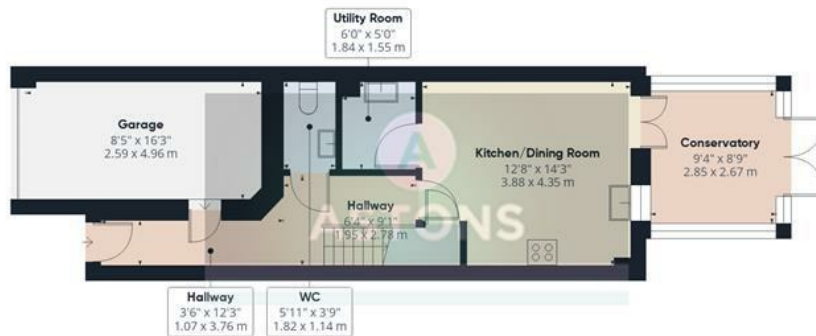 Utility Room
6'0" x 5'0"
1.84 x 1.55 m
Garage
8'5" x 16'3"
2.59 x 4.96 m
Kitchen/Dining Room
12'8" x 14'3"
3.88 x 4.35 m
Conservatory
9'4" x 8'9"
2.85 x 2.67 m
Hallway
6'4" x 9'1"
1.95 x 2.78 m
A
Hallway
3'6" x 12'3"
1.07 x 3.76 m
WC
5'11" x 3'9"
1.82 x 1.14 m